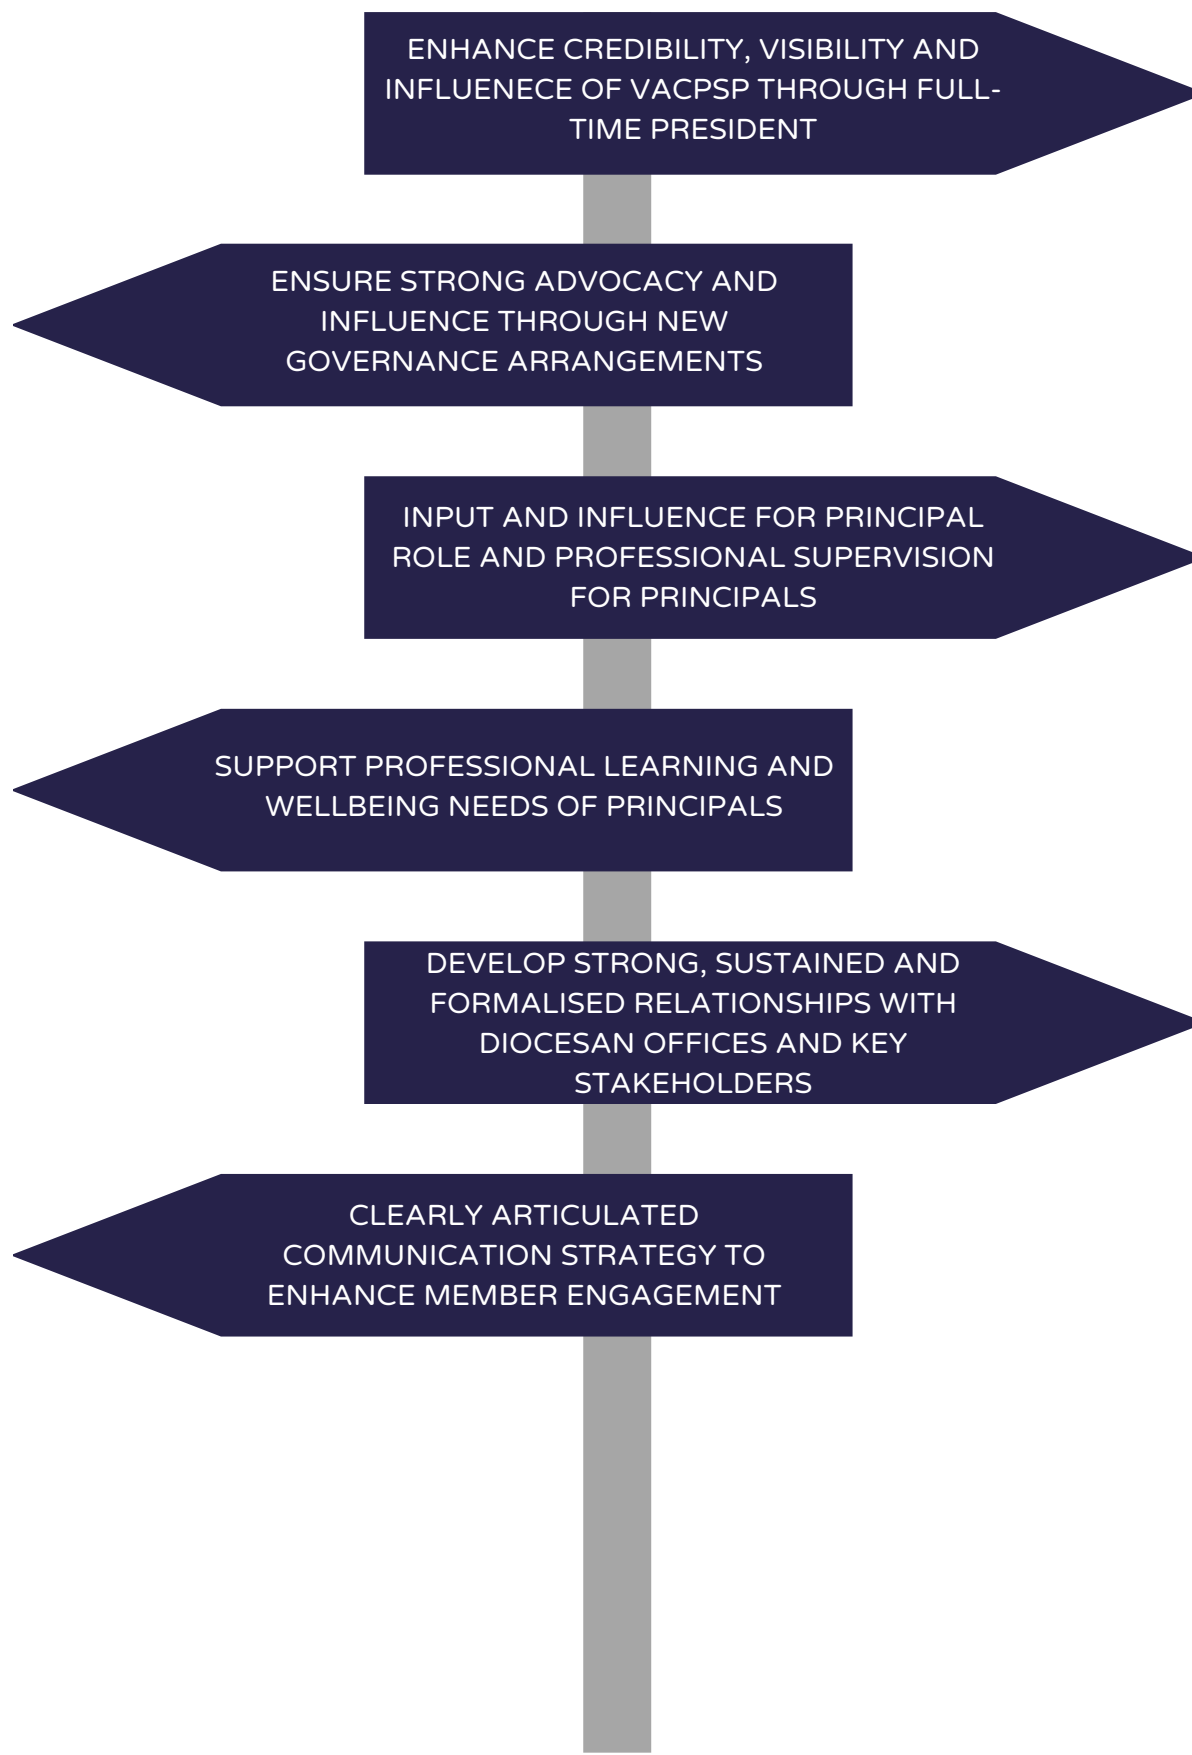 ENHANCE CREDIBILITY, VISIBILITY AND
INFLUENECE OF VACPSP THROUGH FULL-
TIME PRESIDENT
ENSURE STRONG ADVOCACY AND
INFLUENCE THROUGH NEW
GOVERNANCE ARRANGEMENTS
INPUT AND INFLUENCE FOR PRINCIPAL
ROLE AND PROFESSIONAL SUPERVISION
FOR PRINCIPALS
SUPPORT PROFESSIONAL LEARNING AND
WELLBEING NEEDS OF PRINCIPALS
DEVELOP STRONG, SUSTAINED AND
FORMALISED RELATIONSHIPS WITH
DIOCESAN OFFICES AND KEY
STAKEHOLDERS
CLEARLY ARTICULATED
COMMUNICATION STRATEGY TO
ENHANCE MEMBER ENGAGEMENT